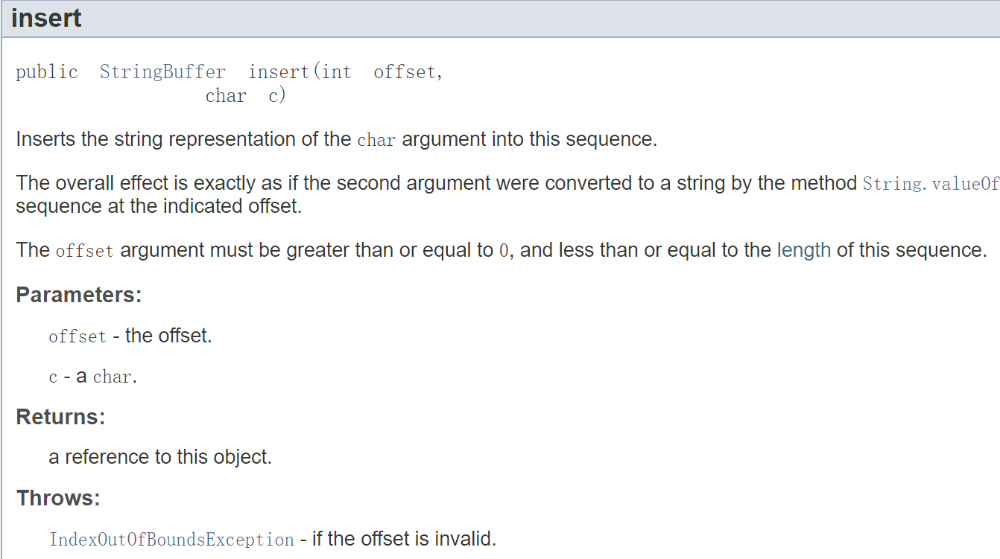 insert
public StringBuffer insert(int offset,
char c)
Inserts the string representation of the char argument into this sequence.
The overall effect is exactly as if the second argument were converted to a string by the method String.valueOf
sequence at the indicated offset.
The offset argument must be greater than or equal to 0, and less than or equal to the length of this sequence.
Parameters:
offset - the offset.
c - a char.
Returns:
a reference to this object.
Throws:
IndexOutOfBoundsException - if the offset is invalid.